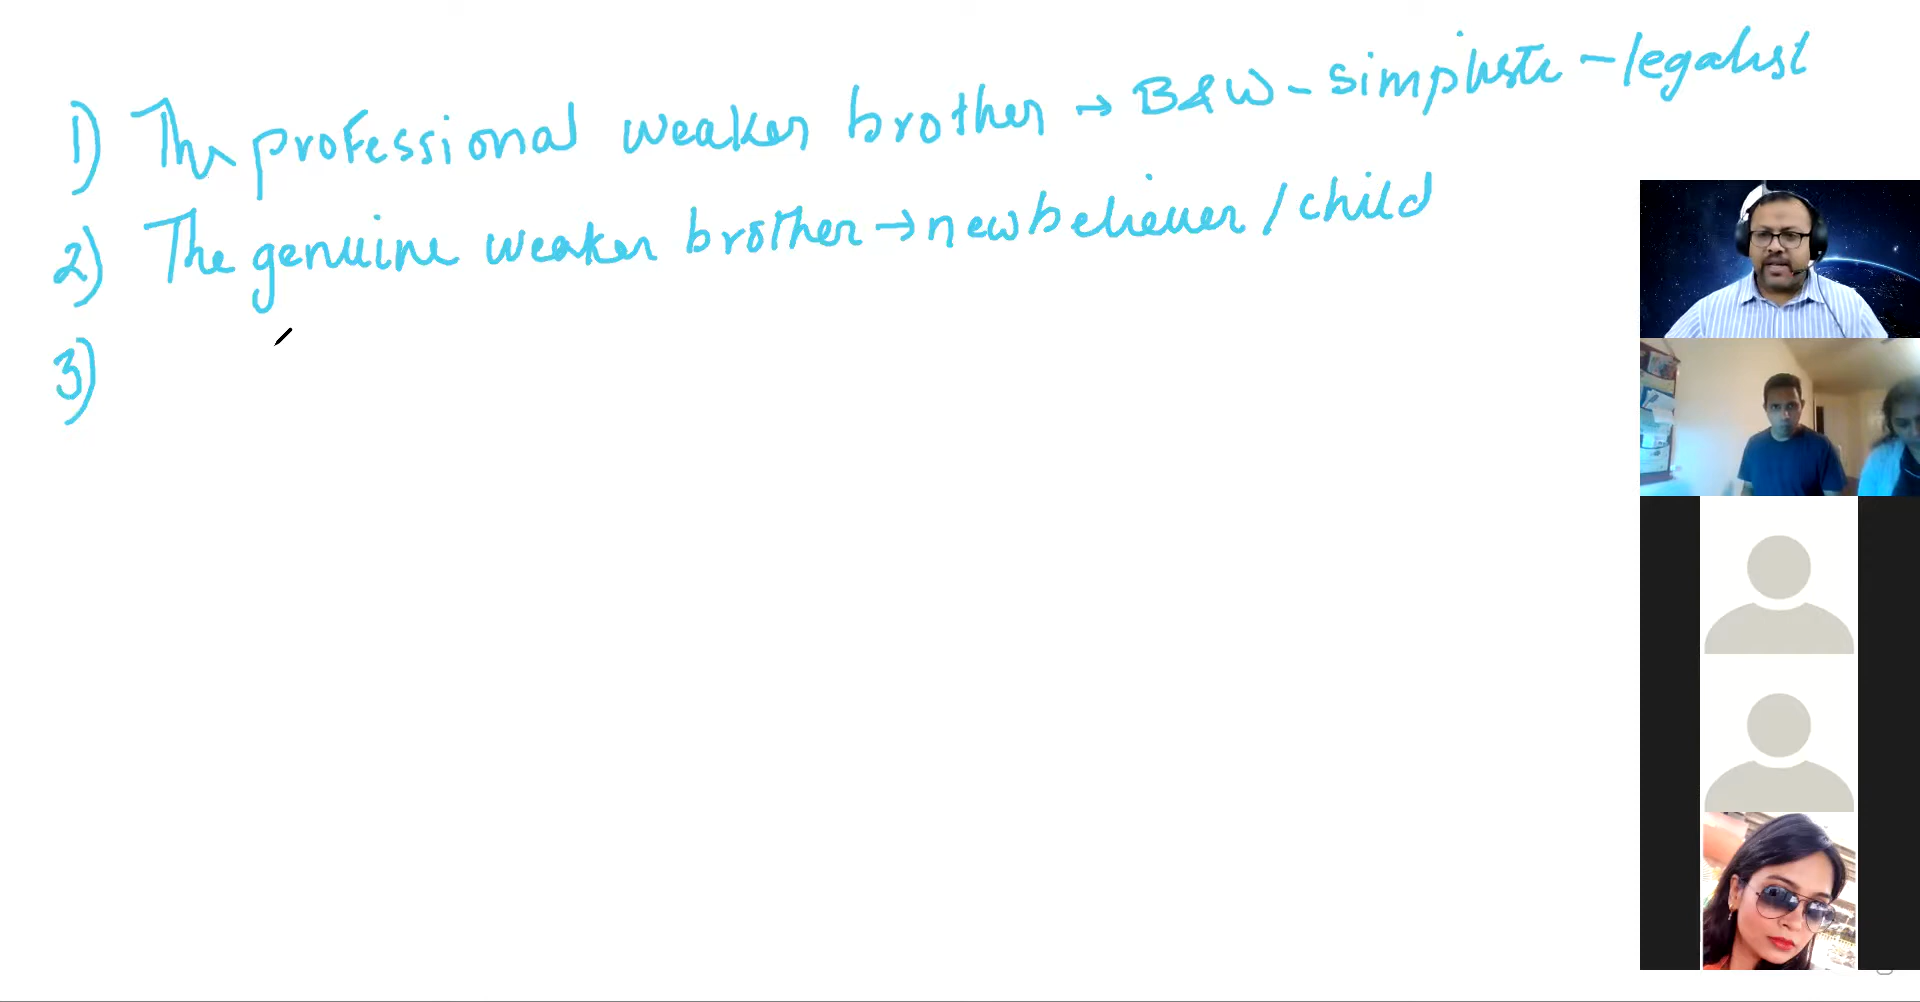 1) The professional weaker brother → B&W - simplistic - legalist
2) The genuine weaker brother → new believer / child
3)